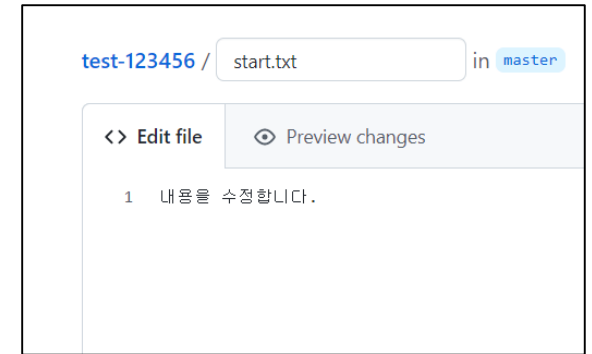 test-123456 / start.txt in master
<> Edit file Preview changes
1 내용을 수정합니다.